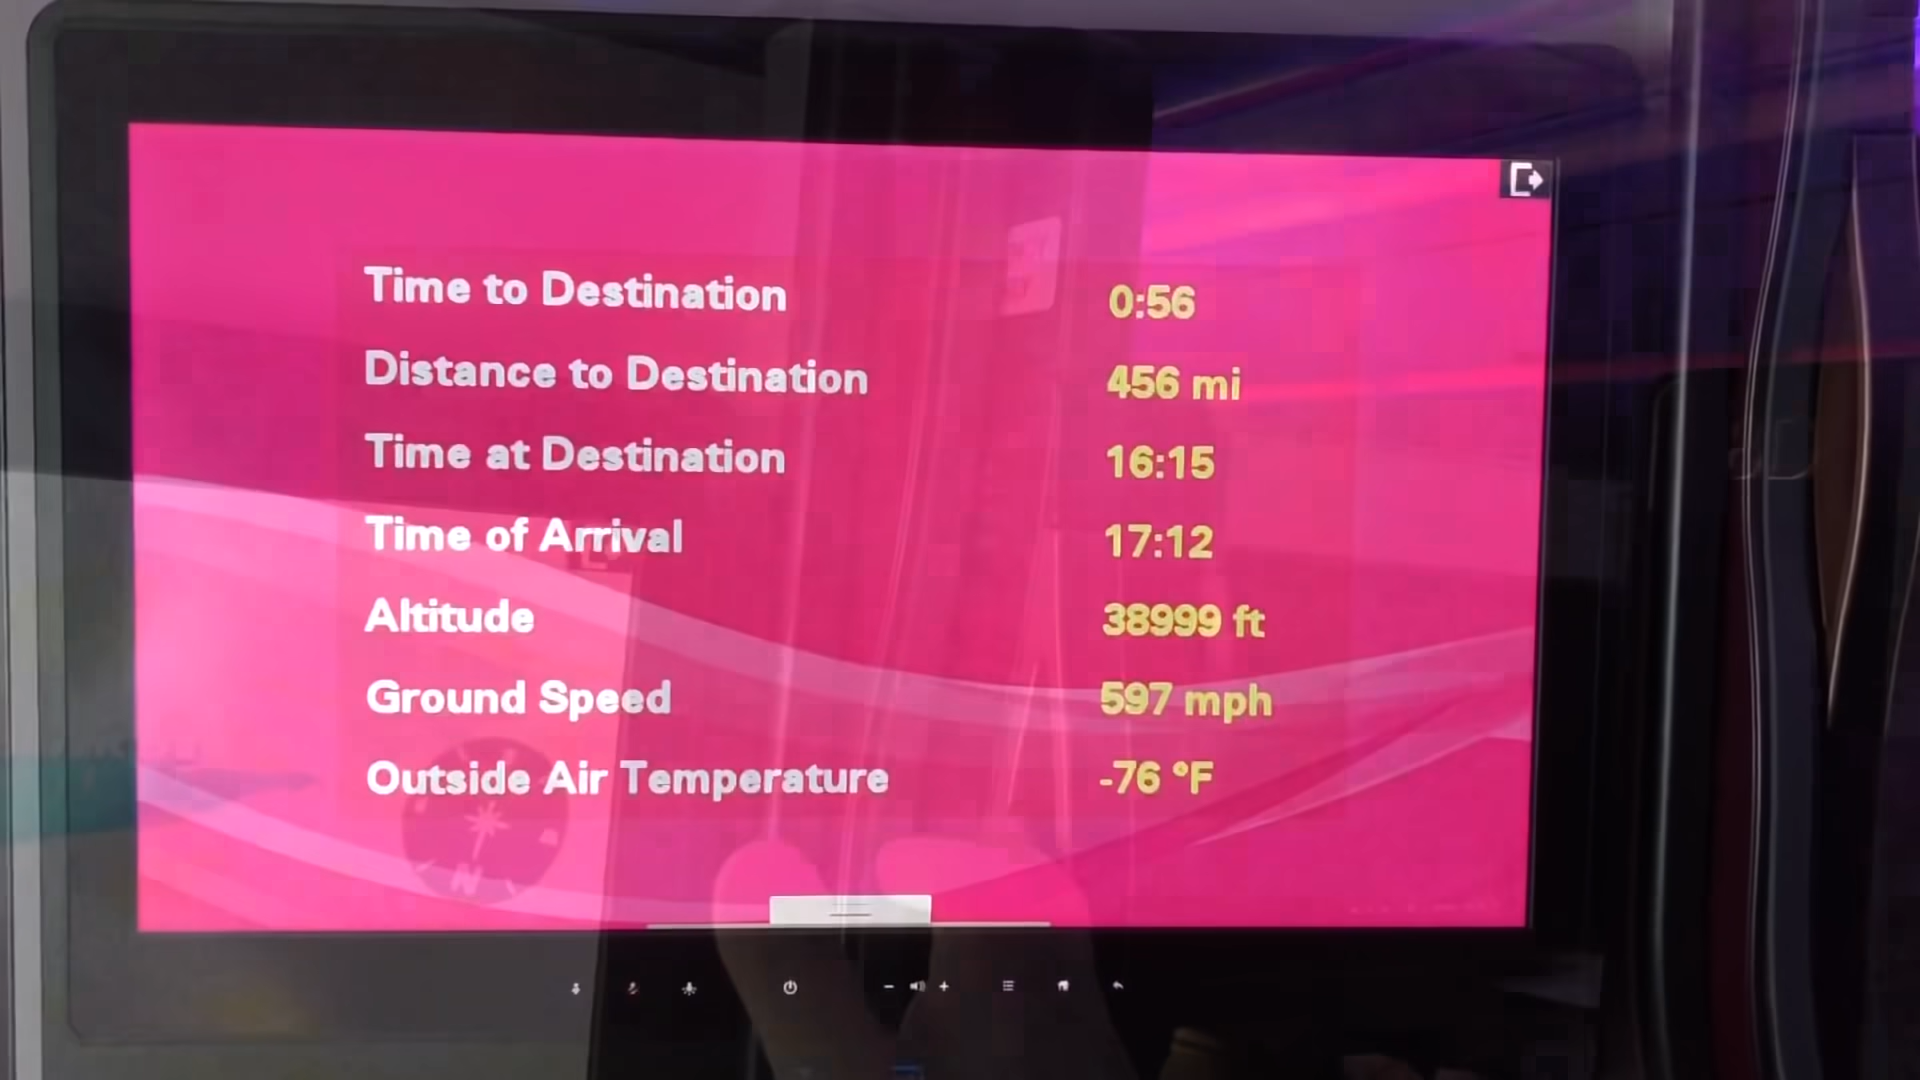 Time to Destination 0:56
Distance to Destination 456 mi
Time at Destination 16:15
Time of Arrival 17:12
Altitude 38999 ft
Ground Speed 597 mph
Outside Air Temperature -76 °F
N